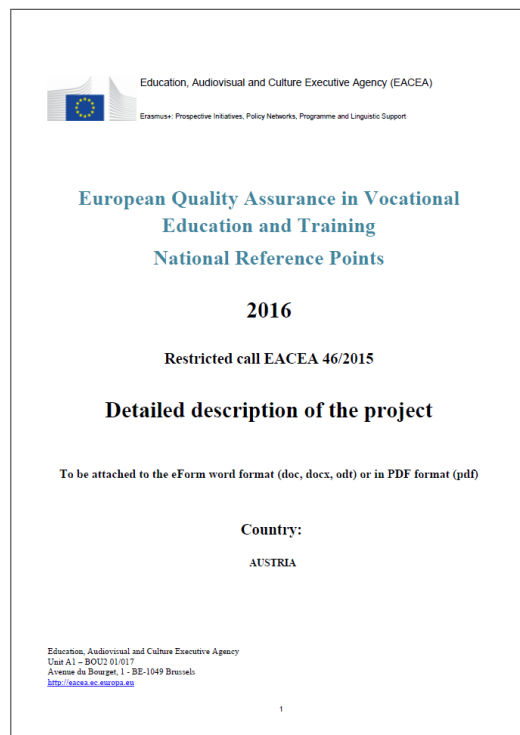 Education, Audiovisual and Culture Executive Agency (EACEA)
Erasmus+: Prospective Initiatives, Policy Networks, Programme and Linguistic Support
European Quality Assurance in Vocational
Education and Training
National Reference Points
2016
Restricted call EACEA 46/2015
Detailed description of the project
To be attached to the eForm word format (doc, docx, odt) or in PDF format (pdf)
Country:
AUSTRIA
Education, Audiovisual and Culture Executive Agency
Unit A1 – BOU2 01/017
Avenue du Bourget, 1 - BE-1049 Brussels
http://eacea.ec.europa.eu
1